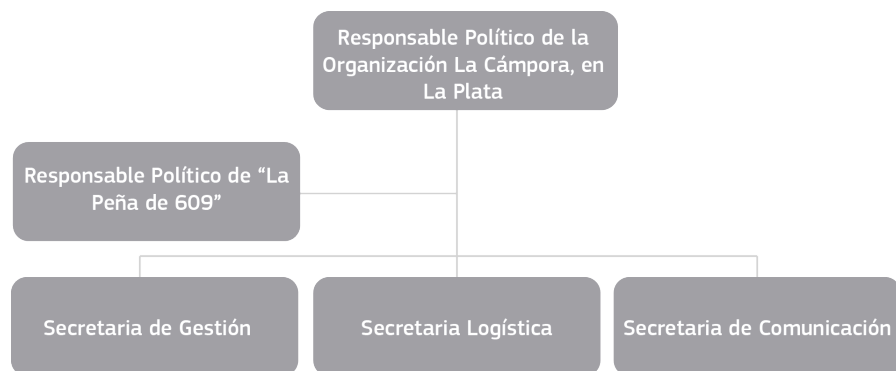 Responsable Político de la
Organización La Cámpora, en
La Plata
Responsable Político de “La
Peña de 609”
Secretaria de Gestión
Secretaria Logística
Secretaria de Comunicación